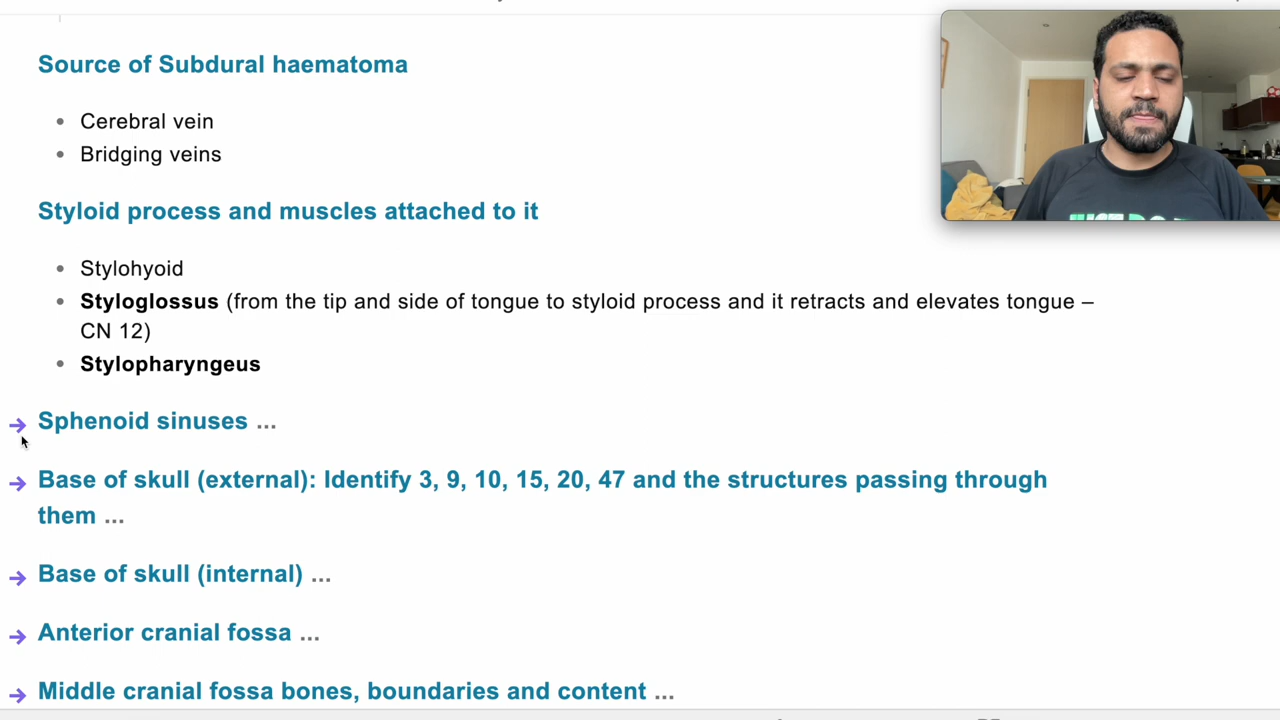 Source of Subdural haematoma
• Cerebral vein
• Bridging veins
Styloid process and muscles attached to it
• Stylohyoid
• Styloglossus (from the tip and side of tongue to styloid process and it retracts and elevates tongue –
CN 12)
• Stylopharyngeus
→ Sphenoid sinuses ...
→ Base of skull (external): Identify 3, 9, 10, 15, 20, 47 and the structures passing through
them ...
→ Base of skull (internal) ...
→ Anterior cranial fossa ...
→ Middle cranial fossa bones, boundaries and content ...